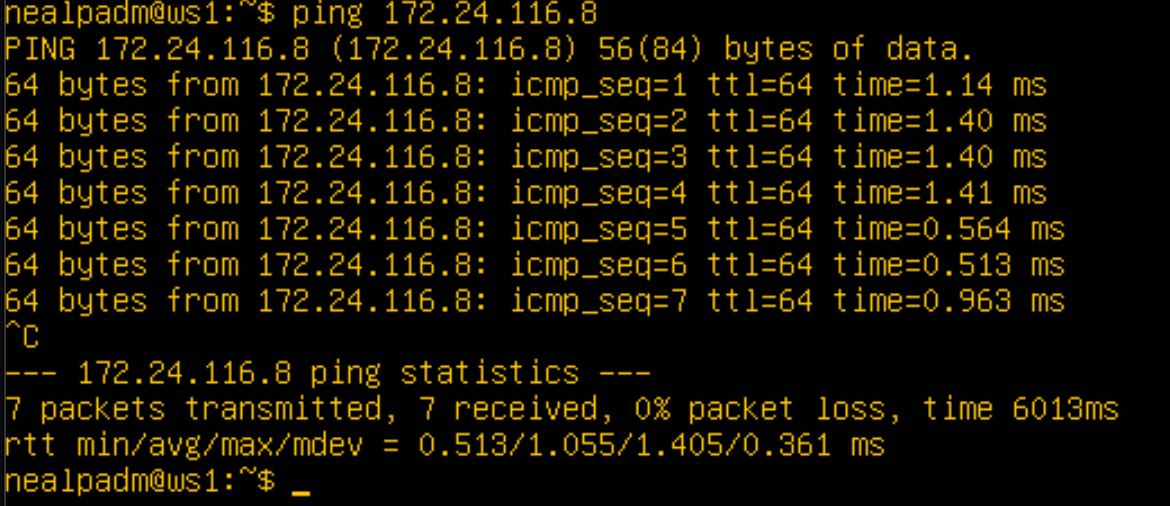 nealpadm@ws1:~$ ping 172.24.116.8
PING 172.24.116.8 (172.24.116.8) 56(84) bytes of data.
64 bytes from 172.24.116.8: icmp_seq=1 ttl=64 time=1.14 ms
64 bytes from 172.24.116.8: icmp_seq=2 ttl=64 time=1.40 ms
64 bytes from 172.24.116.8: icmp_seq=3 ttl=64 time=1.40 ms
64 bytes from 172.24.116.8: icmp_seq=4 ttl=64 time=1.41 ms
64 bytes from 172.24.116.8: icmp_seq=5 ttl=64 time=0.564 ms
64 bytes from 172.24.116.8: icmp_seq=6 ttl=64 time=0.513 ms
64 bytes from 172.24.116.8: icmp_seq=7 ttl=64 time=0.963 ms
^C
--- 172.24.116.8 ping statistics ---
7 packets transmitted, 7 received, 0% packet loss, time 6013ms
rtt min/avg/max/mdev = 0.513/1.055/1.405/0.361 ms
nealpadm@ws1:~$ _